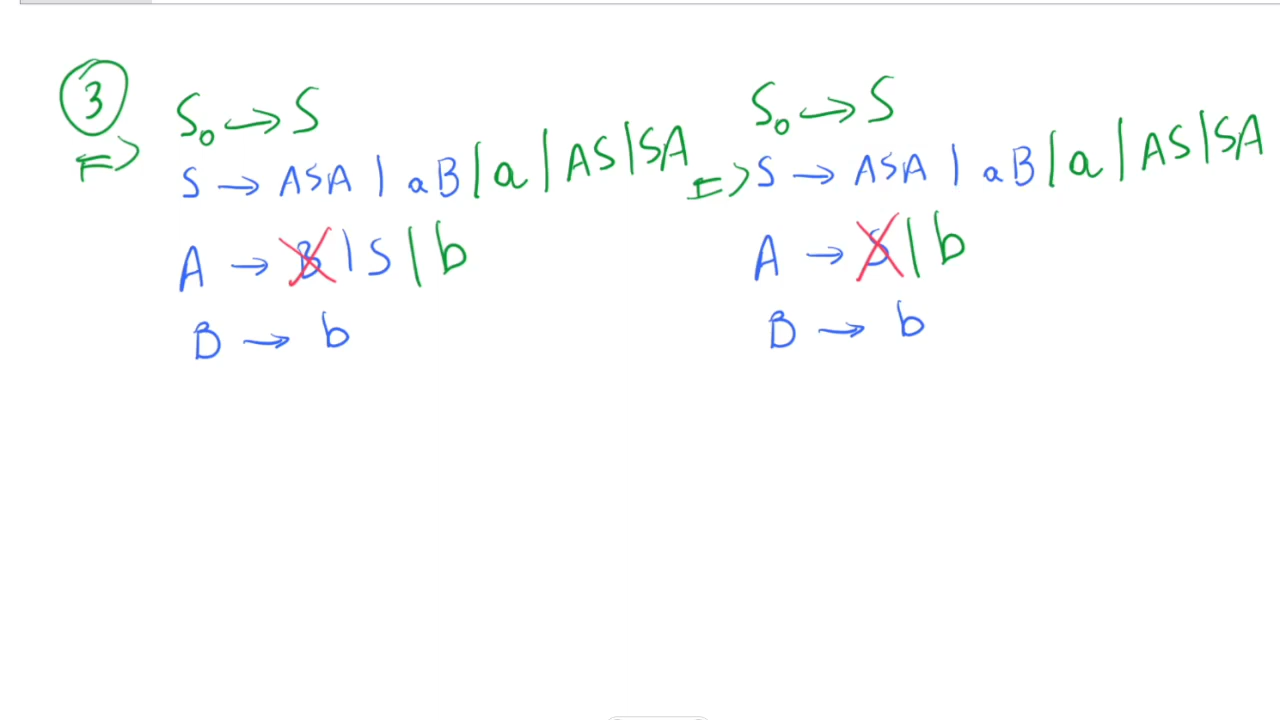 3
S₀ → S
=> S → ASA | aB | a | AS | SA
A → B | S | b
B → b
S₀ → S
=> S → ASA | aB | a | AS | SA
A → S | b
B → b